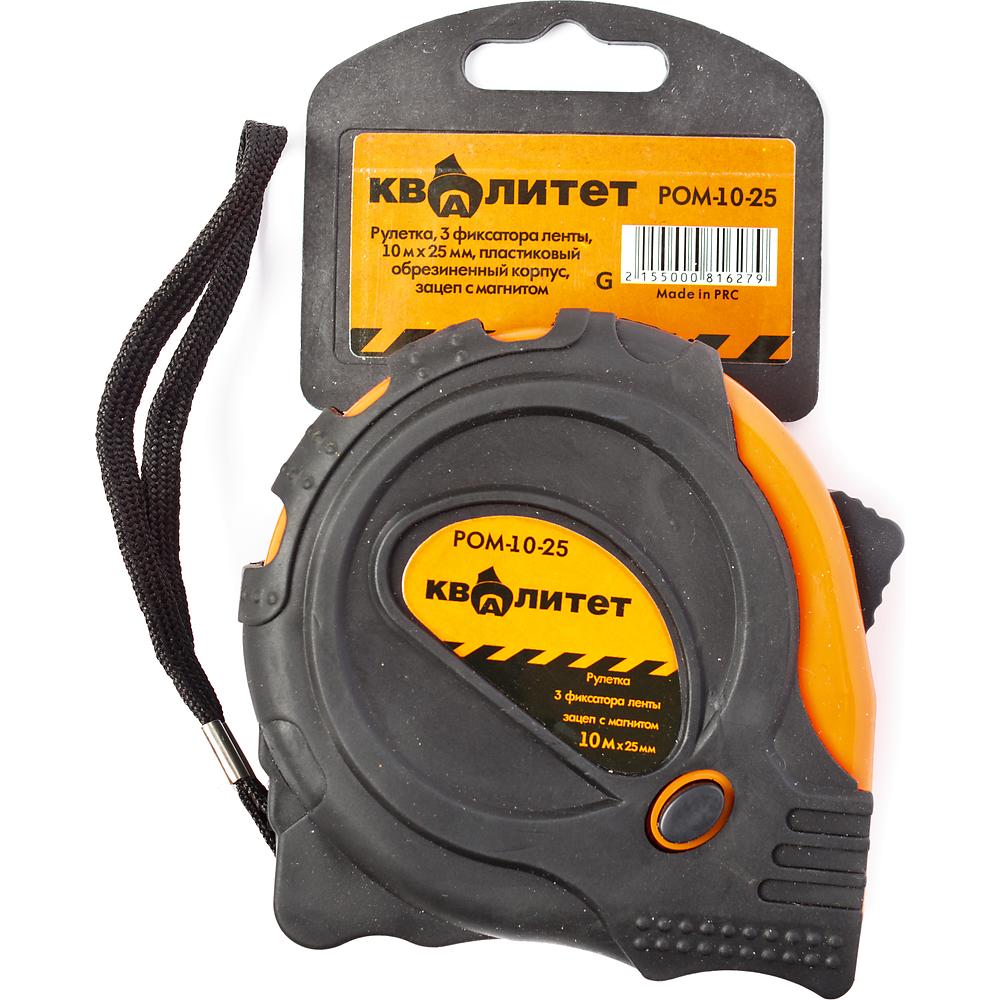 КВАЛИТЕТ РОМ-10-25
Рулетка, 3 фиксатора ленты,
10 м х 25 мм, пластиковый
обрезиненный корпус,
зацеп с магнитом
G
2 155000 816279
Made in PRC
РОМ-10-25
КВАЛИТЕТ
Рулетка
3 фиксатора ленты
зацеп с магнитом
10 м х 25 мм